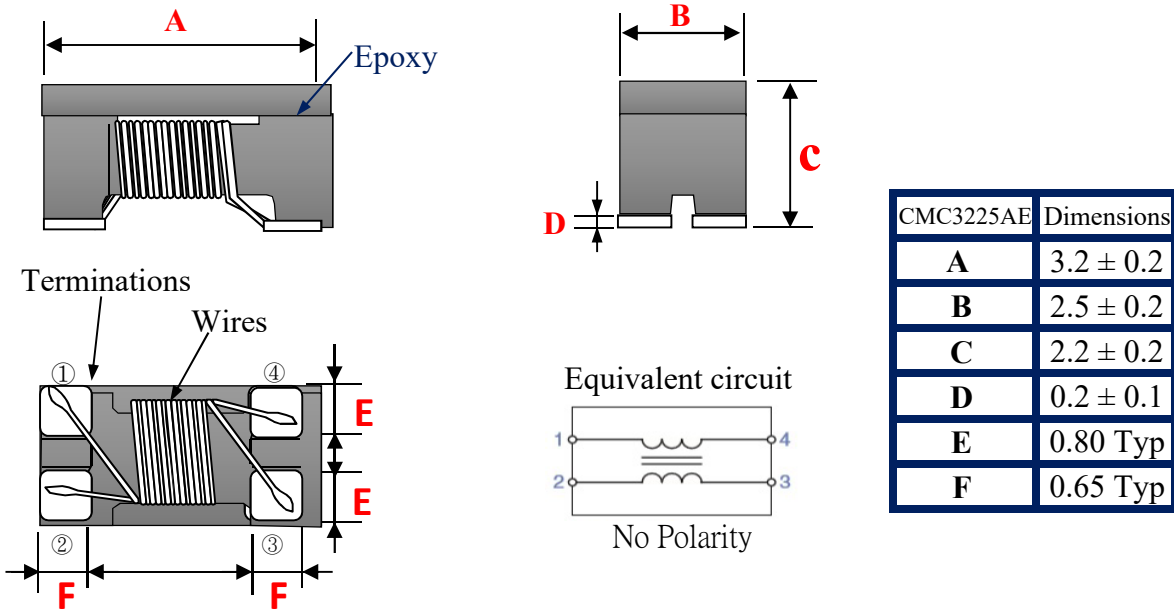 A
Epoxy
B
C
D
Terminations
Wires
①
④
E
E
②
③
F
F
Equivalent circuit
1
4
2
3
No Polarity
CMC3225AE Dimensions
A 3.2 ± 0.2
B 2.5 ± 0.2
C 2.2 ± 0.2
D 0.2 ± 0.1
E 0.80 Typ
F 0.65 Typ